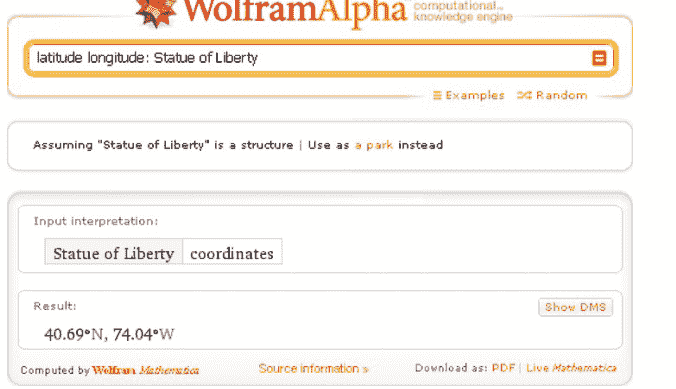 WolframAlpha computational... knowledge engine
latitude longitude: Statue of Liberty
Examples Random
Assuming "Statue of Liberty" is a structure | Use as a park instead
Input interpretation:
Statue of Liberty coordinates
Result: Show DMS
40.69°N, 74.04°W
Computed by Wolfram Mathematica Source information » Download as: PDF | Live Mathematica